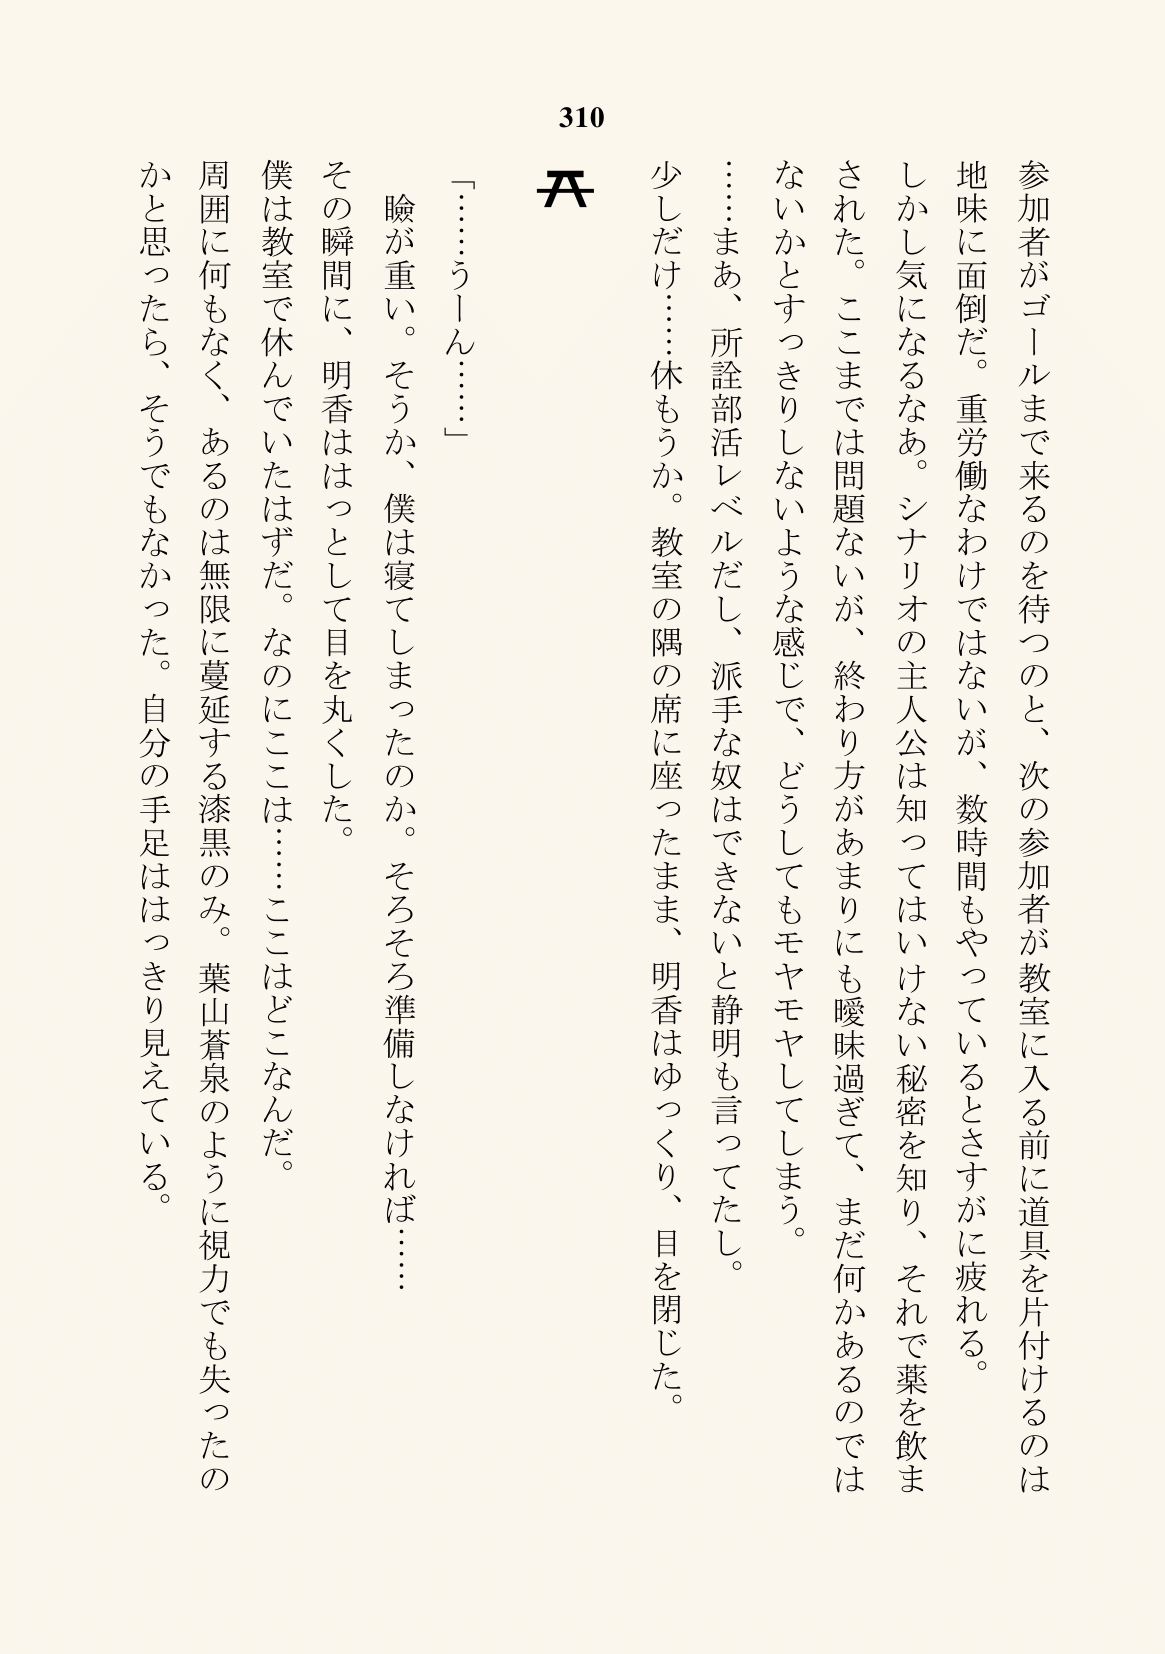 310
参加者がゴールまで来るのを待つのと、次の参加者が教室に入る前に道具を片付けるのは
地味に面倒だ。重労働なわけではないが、数時間もやっているとさすがに疲れる。
しかし気になるなあ。シナリオの主人公は知ってはいけない秘密を知り、それで薬を飲ま
された。ここまでは問題ないが、終わり方があまりにも曖昧過ぎて、まだ何かあるのでは
ないかとすっきりしないような感じで、どうしてもモヤモヤしてしまう。
……まあ、所詮部活レベルだし、派手な奴はできないと静明も言ってたし。
少しだけ……休もうか。教室の隅の席に座ったまま、明香はゆっくり、目を閉じた。
「……うーん……」
瞼が重い。そうか、僕は寝てしまったのか。そろそろ準備しなければ……
その瞬間に、明香ははっとして目を丸くした。
僕は教室で休んでいたはずだ。なのにここは……ここはどこなんだ。
周囲に何もなく、あるのは無限に蔓延する漆黒のみ。葉山蒼泉のように視力でも失ったの
かと思ったら、そうでもなかった。自分の手足ははっきり見えている。